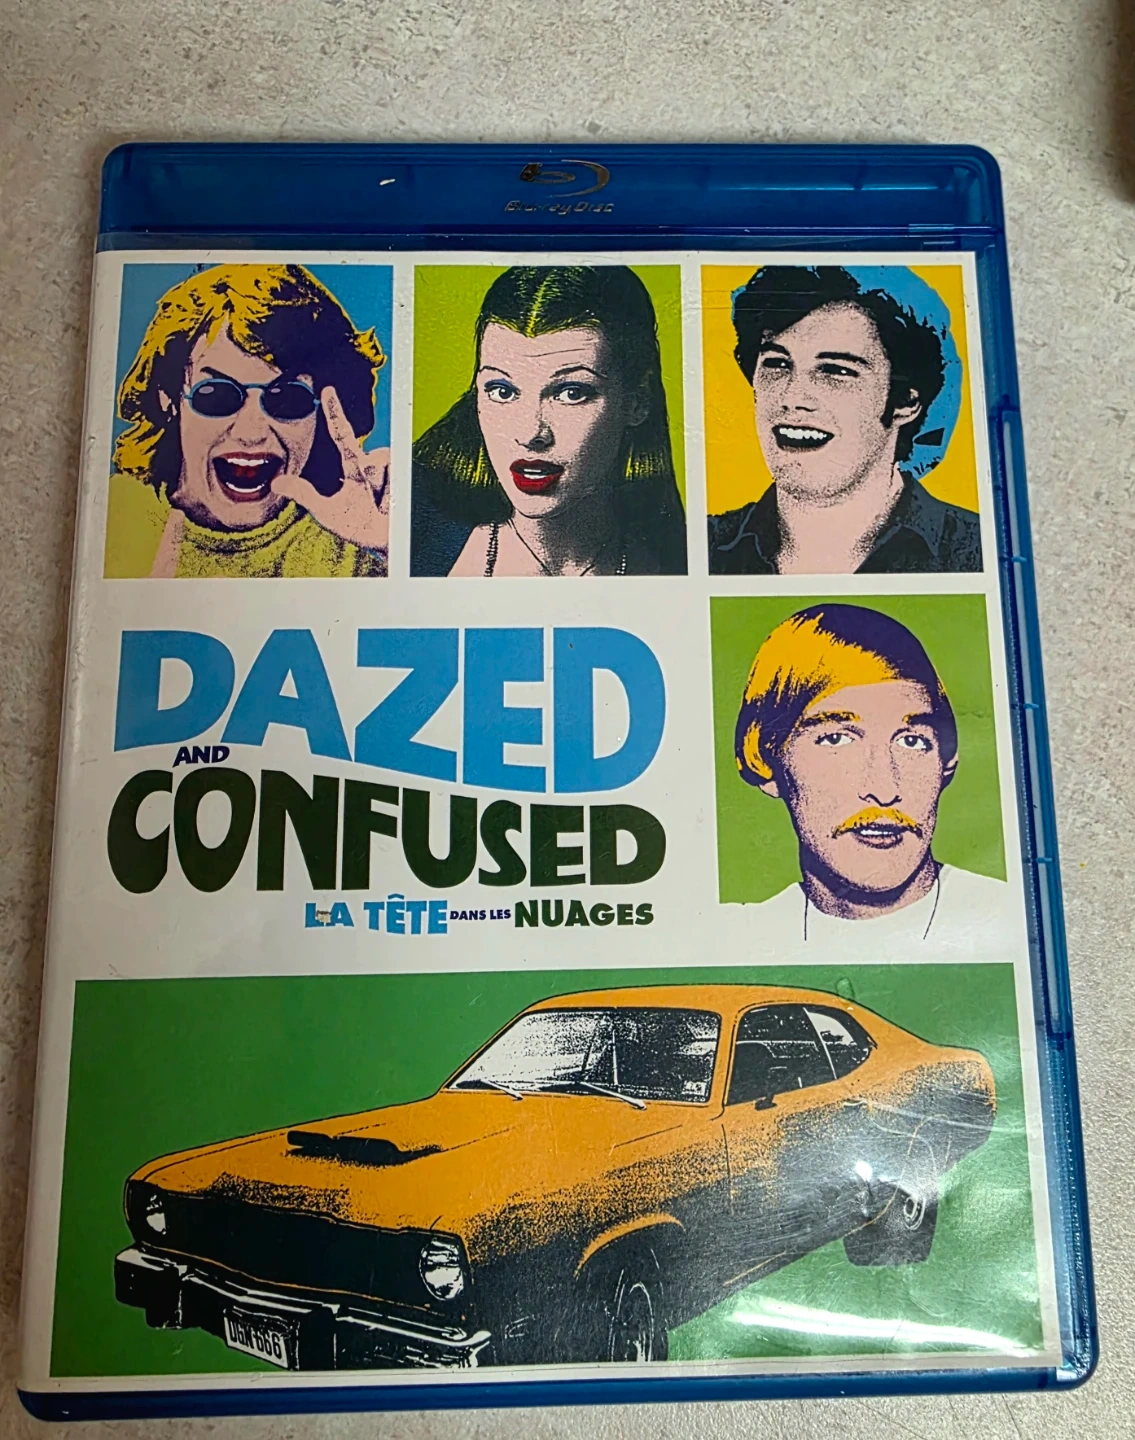 Blu-ray Disc
DAZED
AND
CONFUSED
LA TÊTE DANS LES NUAGES
DGN 666